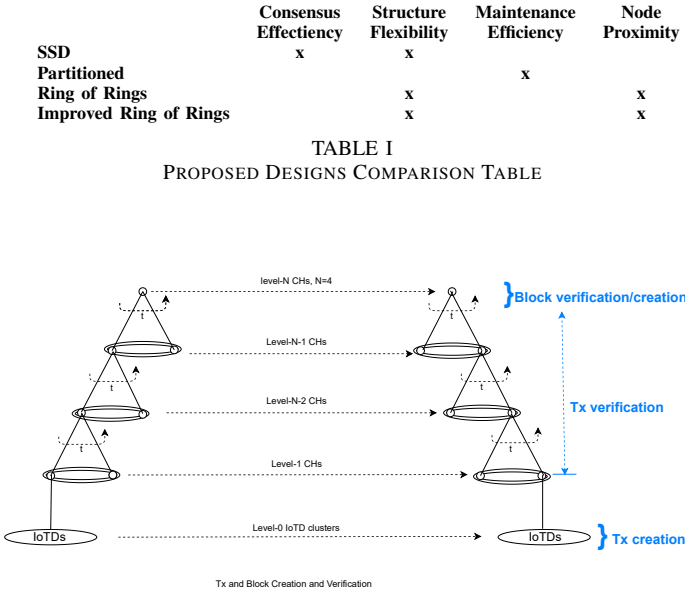 Consensus Structure Maintenance Node
Effectiency Flexibility Efficiency Proximity
SSD x x
Partitioned x
Ring of Rings x x
Improved Ring of Rings x x
TABLE I
PROPOSED DESIGNS COMPARISON TABLE
level-N CHs, N=4
} Block verification/creation
t t
Level-N-1 CHs
t t
Level-N-2 CHs
Tx verification
t t
Level-1 CHs
Level-0 IoTD clusters
IoTDs IoTDs } Tx creation
Tx and Block Creation and Verification